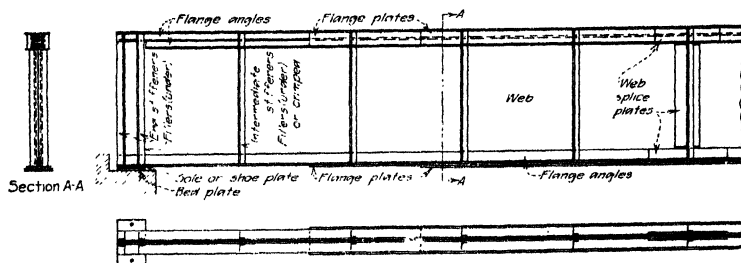 Flange angles
Flange plates
A
End stiffeners
Fillers (under)
Intermediate
stiffeners
Fillers (under)
or crimped
Web
Web
splice
plates
Section A-A
Sole or shoe plate
Bed plate
Flange plates
A
Flange angles